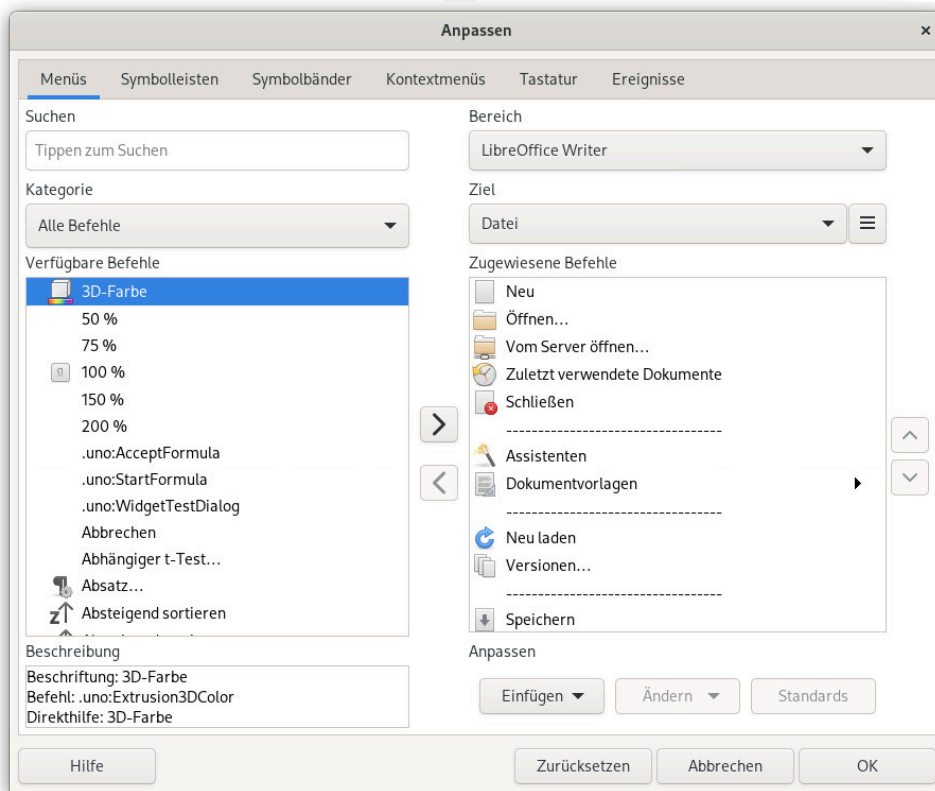 Anpassen
Menüs Symbolleisten Symbolbänder Kontextmenüs Tastatur Ereignisse
Suchen
Tippen zum Suchen
Kategorie
Alle Befehle
Verfügbare Befehle
3D-Farbe
50 %
75 %
100 %
150 %
200 %
.uno:AcceptFormula
.uno:StartFormula
.uno:WidgetTestDialog
Abbrechen
Abhängiger t-Test...
Absatz...
Absteigend sortieren
Beschreibung
Beschriftung: 3D-Farbe
Befehl: .uno:Extrusion3DColor
Direkthilfe: 3D-Farbe
Bereich
LibreOffice Writer
Ziel
Datei
Zugewiesene Befehle
Neu
Öffnen...
Vom Server öffnen...
Zuletzt verwendete Dokumente
Schließen
----------------------------------
Assistenten
Dokumentvorlagen
----------------------------------
Neu laden
Versionen...
----------------------------------
Speichern
Anpassen
Einfügen Ändern Standards
Hilfe Zurücksetzen Abbrechen OK